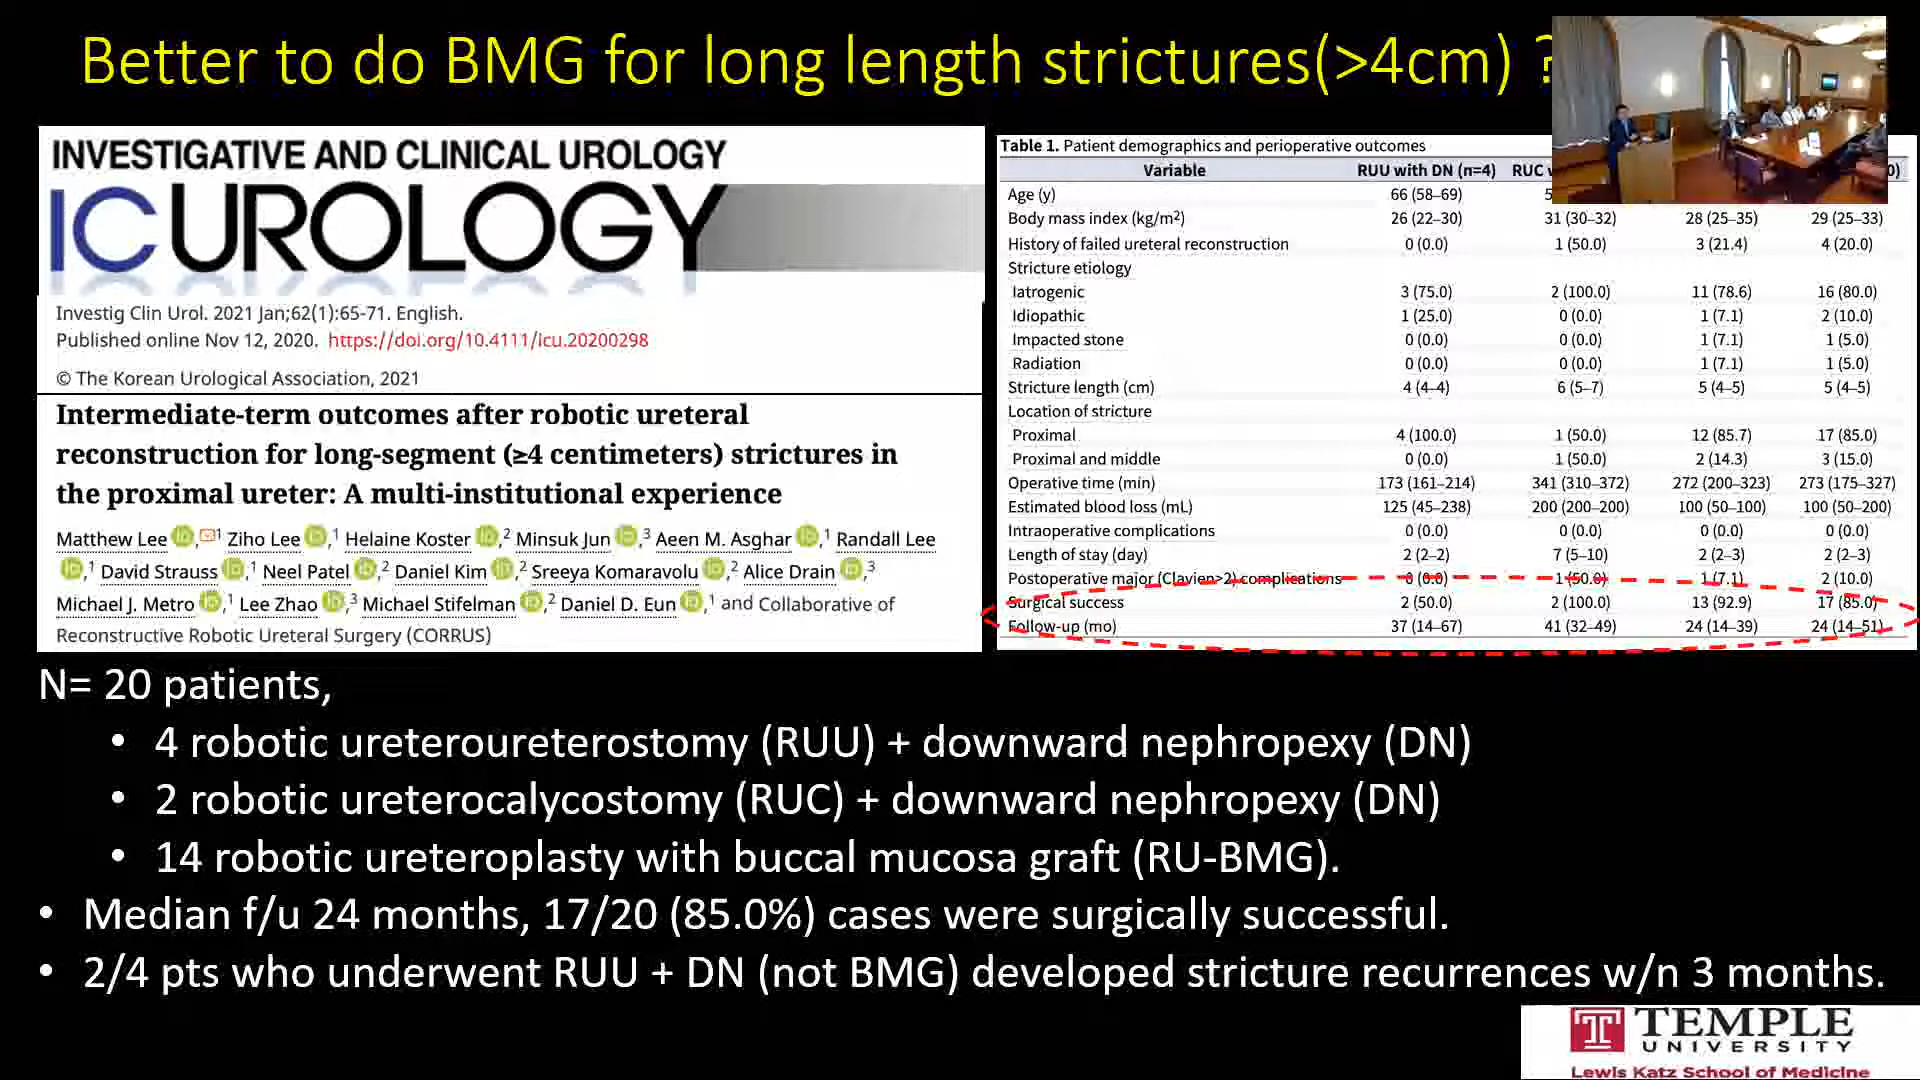 Better to do BMG for long length strictures(>4cm) ?
INVESTIGATIVE AND CLINICAL UROLOGY
ICUROLOGY
Investig Clin Urol. 2021 Jan;62(1):65-71. English.
Published online Nov 12, 2020. https://doi.org/10.4111/icu.20200298
© The Korean Urological Association, 2021
Intermediate-term outcomes after robotic ureteral
reconstruction for long-segment (≥4 centimeters) strictures in
the proximal ureter: A multi-institutional experience
Matthew Lee iD,1 Ziho Lee iD,1 Helaine Koster iD,2 Minsuk Jun iD,3 Aeen M. Asghar iD,1 Randall Lee
iD,1 David Strauss iD,1 Neel Patel iD,2 Daniel Kim iD,2 Sreeya Komaravolu iD,2 Alice Drain iD,3
Michael J. Metro iD,1 Lee Zhao iD,3 Michael Stifelman iD,2 Daniel D. Eun iD,1 and Collaborative of
Reconstructive Robotic Ureteral Surgery (CORRUS)
Table 1. Patient demographics and perioperative outcomes
Variable RUU with DN (n=4) RUC
Age (y) 66 (58–69)
Body mass index (kg/m2) 26 (22–30) 31 (30–32) 28 (25–35) 29 (25–33)
History of failed ureteral reconstruction 0 (0.0) 1 (50.0) 3 (21.4) 4 (20.0)
Stricture etiology
Iatrogenic 3 (75.0) 2 (100.0) 11 (78.6) 16 (80.0)
Idiopathic 1 (25.0) 0 (0.0) 1 (7.1) 2 (10.0)
Impacted stone 0 (0.0) 0 (0.0) 1 (7.1) 1 (5.0)
Radiation 0 (0.0) 0 (0.0) 1 (7.1) 1 (5.0)
Stricture length (cm) 4 (4–4) 6 (5–7) 5 (4–5) 5 (4–5)
Location of stricture
Proximal 4 (100.0) 1 (50.0) 12 (85.7) 17 (85.0)
Proximal and middle 0 (0.0) 1 (50.0) 2 (14.3) 3 (15.0)
Operative time (min) 173 (161–214) 341 (310–372) 272 (200–323) 273 (175–327)
Estimated blood loss (mL) 125 (45–238) 200 (200–200) 100 (50–100) 100 (50–200)
Intraoperative complications 0 (0.0) 0 (0.0) 0 (0.0) 0 (0.0)
Length of stay (day) 2 (2–2) 7 (5–10) 2 (2–3) 2 (2–3)
Postoperative major (Clavien>2) complications 0 (0.0) 1 (50.0) 1 (7.1) 2 (10.0)
Surgical success 2 (50.0) 2 (100.0) 13 (92.9) 17 (85.0)
Follow-up (mo) 37 (14–67) 41 (32–49) 24 (14–39) 24 (14–51)
N= 20 patients,
• 4 robotic ureteroureterostomy (RUU) + downward nephropexy (DN)
• 2 robotic ureterocalycostomy (RUC) + downward nephropexy (DN)
• 14 robotic ureteroplasty with buccal mucosa graft (RU-BMG).
• Median f/u 24 months, 17/20 (85.0%) cases were surgically successful.
• 2/4 pts who underwent RUU + DN (not BMG) developed stricture recurrences w/n 3 months.
TEMPLE
UNIVERSITY
Lewis Katz School of Medicine